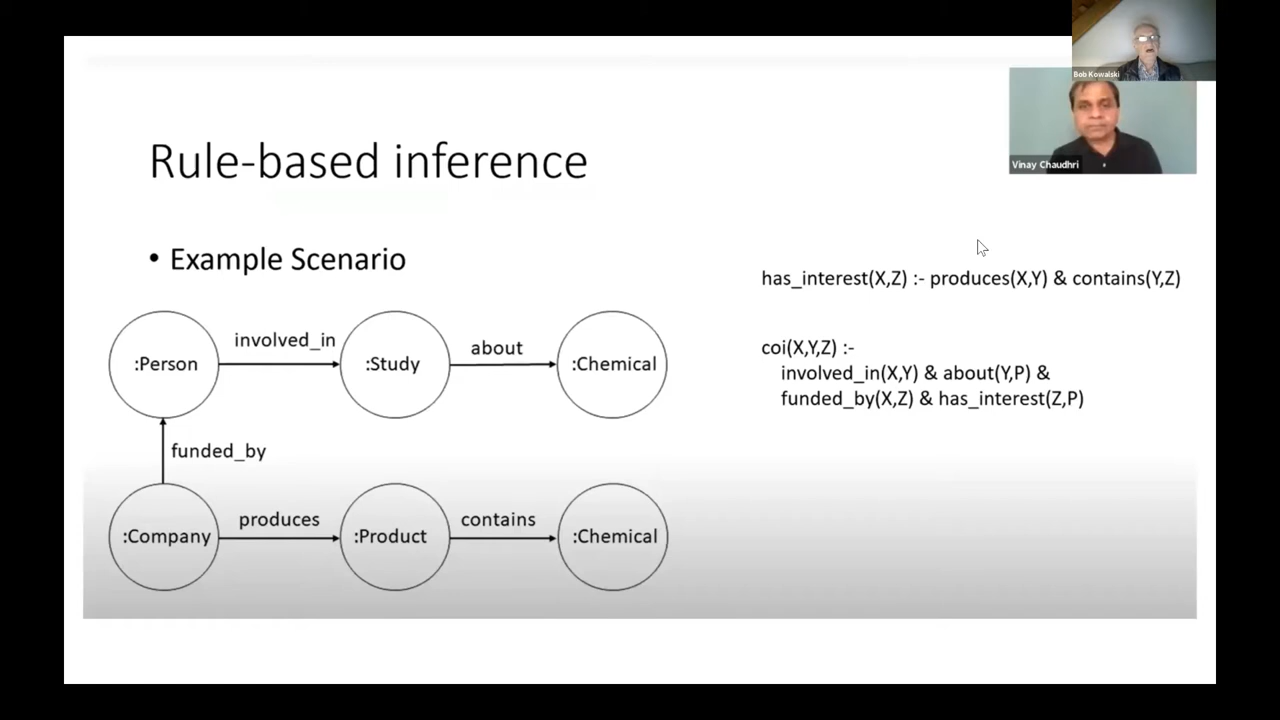 Bob Kowalski
Vinay Chaudhri
Rule-based inference
• Example Scenario
:Person
involved_in
:Study
about
:Chemical
funded_by
:Company
produces
:Product
contains
:Chemical
has_interest(X,Z) :- produces(X,Y) & contains(Y,Z)
coi(X,Y,Z) :-
involved_in(X,Y) & about(Y,P) &
funded_by(X,Z) & has_interest(Z,P)